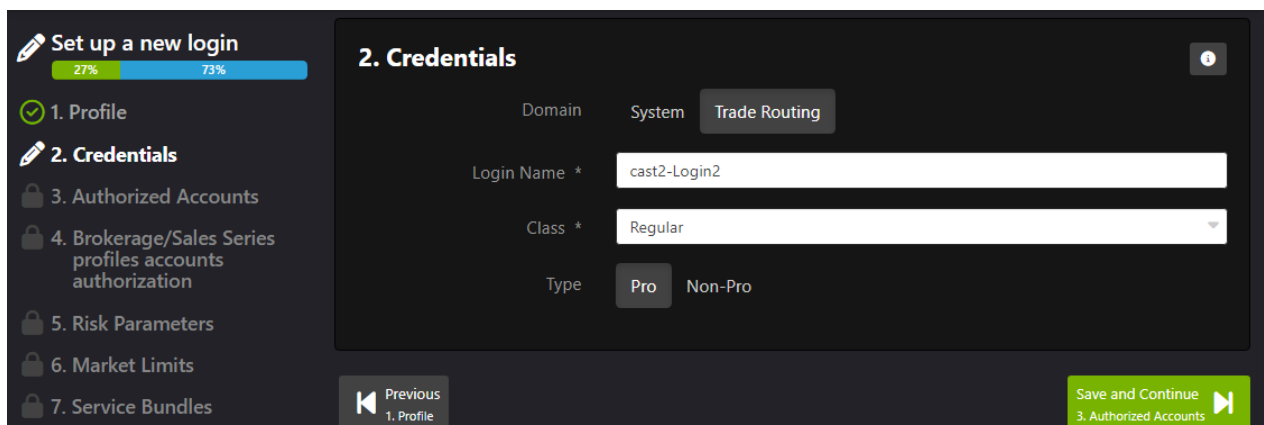 Set up a new login
27% 73%
1. Profile
2. Credentials
3. Authorized Accounts
4. Brokerage/Sales Series
profiles accounts
authorization
5. Risk Parameters
6. Market Limits
7. Service Bundles
2. Credentials
Domain System Trade Routing
Login Name * cast2-Login2
Class * Regular
Type Pro Non-Pro
Previous
1. Profile
Save and Continue
3. Authorized Accounts